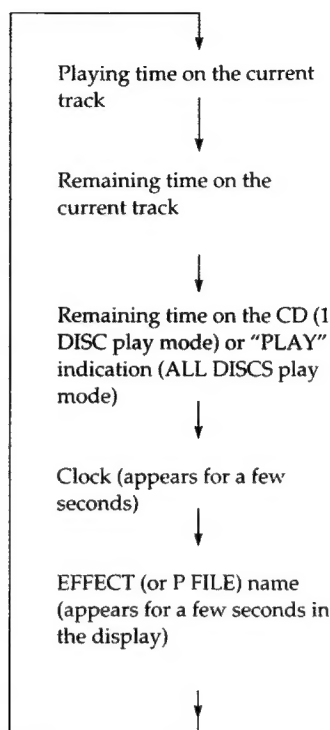 Playing time on the current
track
Remaining time on the
current track
Remaining time on the CD (1
DISC play mode) or “PLAY”
indication (ALL DISCS play
mode)
Clock (appears for a few
seconds)
EFFECT (or P FILE) name
(appears for a few seconds in
the display)